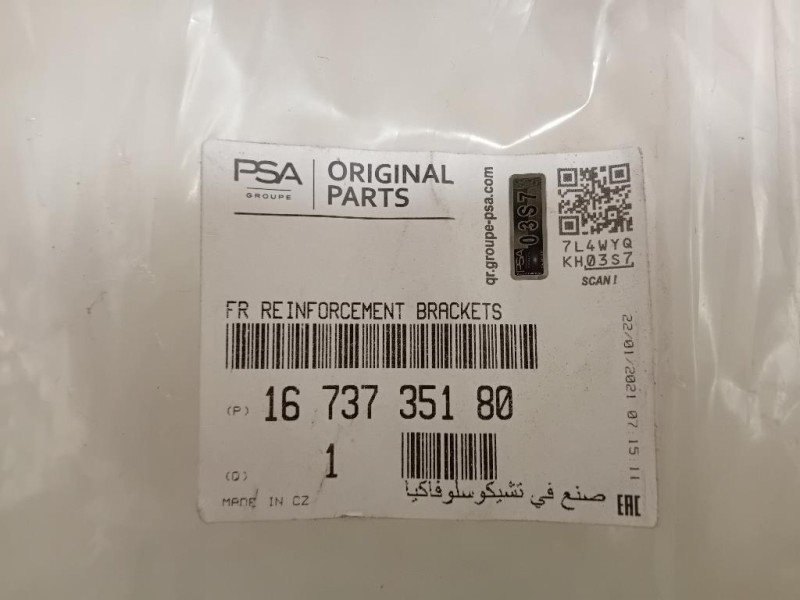 PSA
GROUPE
ORIGINAL
PARTS
qr.groupe-psa.com
PSA 03S7
7L4WYQ
KH03S7
SCAN!
FR REINFORCEMENT BRACKETS
22/01/2021 07 15 11
(P) 16 737 351 80
(Q) 1
MADE IN CZ
صنع في تشيكوسلوفاكيا
EAC